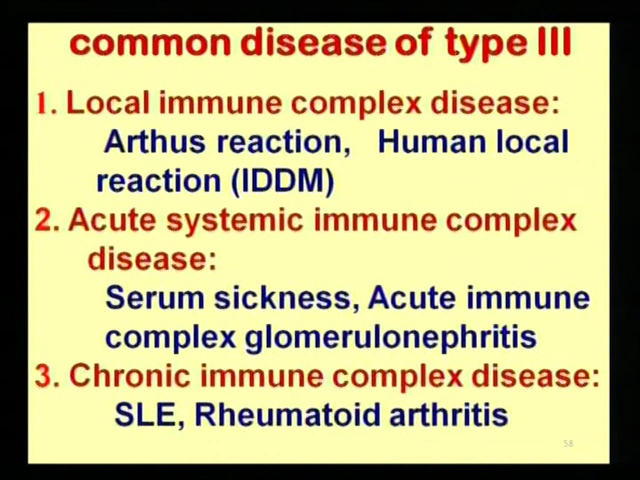 common disease of type III
1. Local immune complex disease:
Arthus reaction, Human local
reaction (IDDM)
2. Acute systemic immune complex
disease:
Serum sickness, Acute immune
complex glomerulonephritis
3. Chronic immune complex disease:
SLE, Rheumatoid arthritis
58